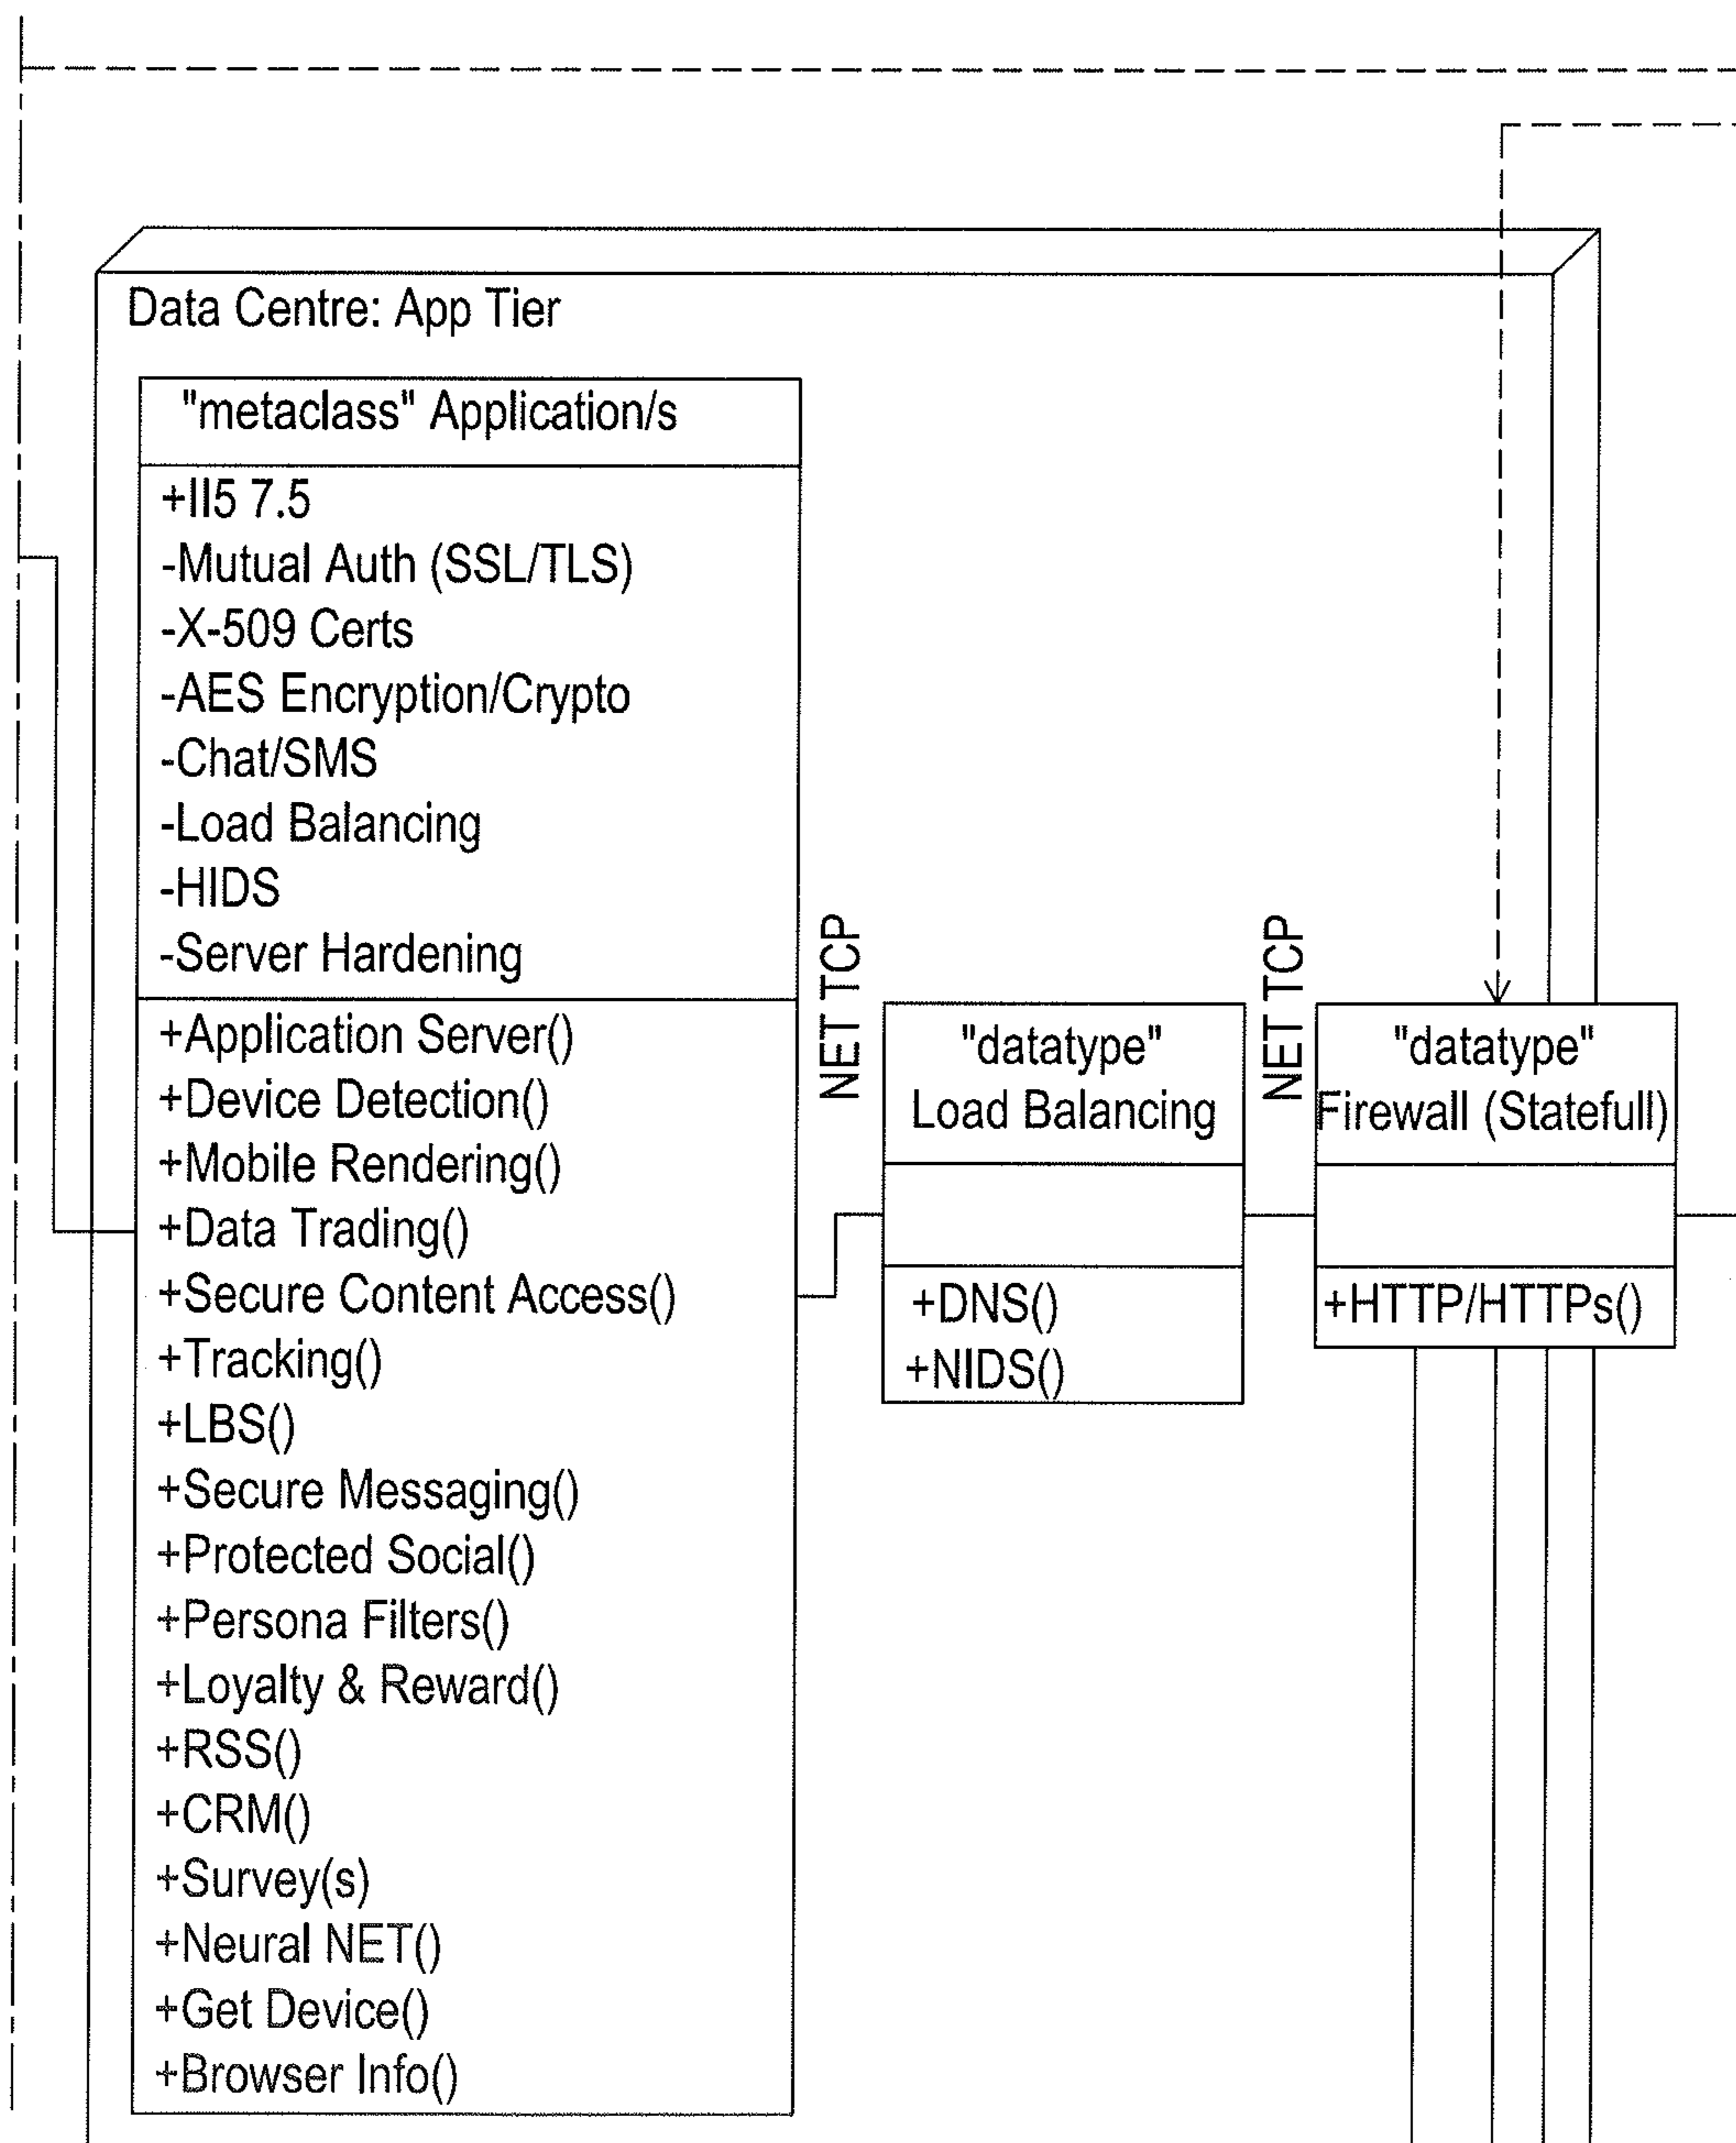 Data Centre: App Tier
"metaclass" Application/s
+II5 7.5
-Mutual Auth (SSL/TLS)
-X-509 Certs
-AES Encryption/Crypto
-Chat/SMS
-Load Balancing
-HIDS
-Server Hardening
+Application Server()
+Device Detection()
+Mobile Rendering()
+Data Trading()
+Secure Content Access()
+Tracking()
+LBS()
+Secure Messaging()
+Protected Social()
+Persona Filters()
+Loyalty & Reward()
+RSS()
+CRM()
+Survey(s)
+Neural NET()
+Get Device()
+Browser Info()
NET TCP
"datatype"
Load Balancing
+DNS()
+NIDS()
NET TCP
"datatype"
Firewall (Statefull)
+HTTP/HTTPs()